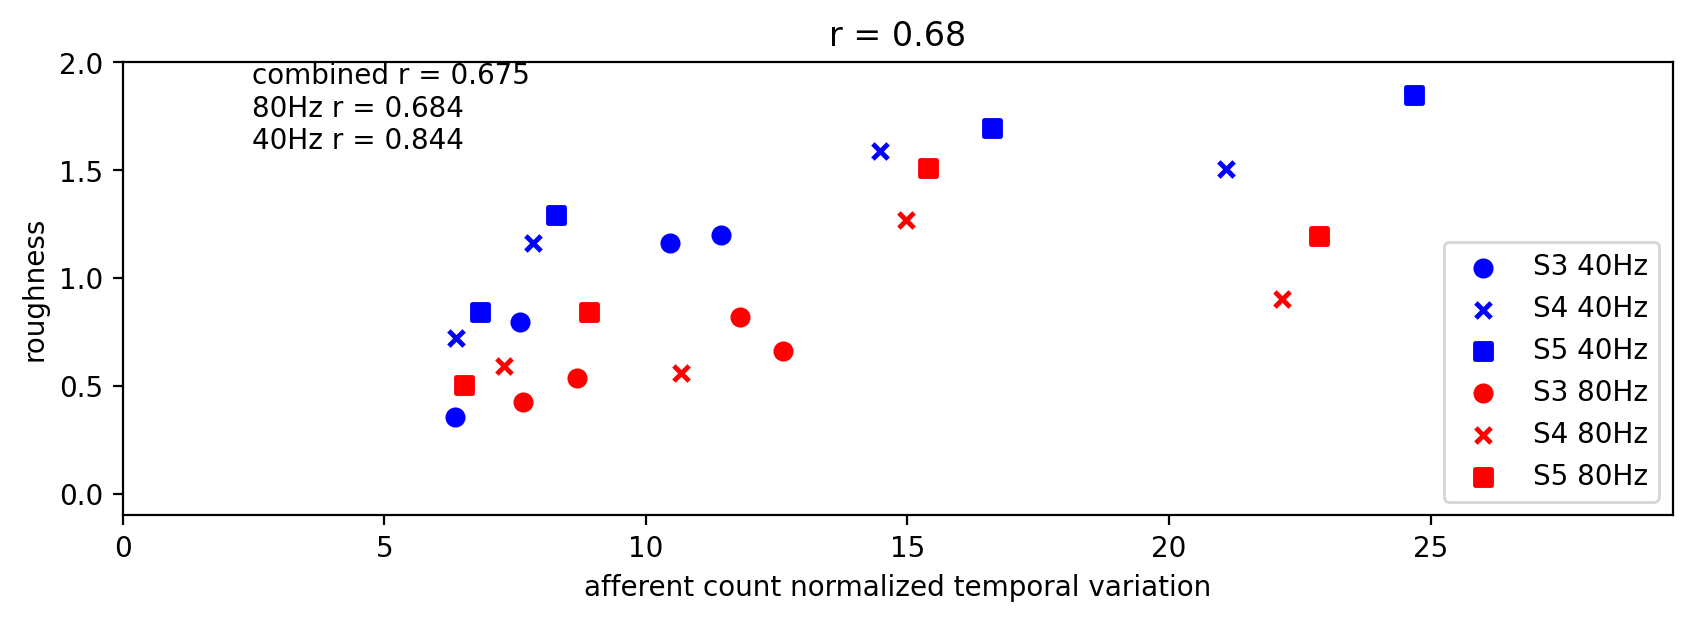 r = 0.68
combined r = 0.675
80Hz r = 0.684
40Hz r = 0.844
2.0
1.5
1.0
0.5
0.0
roughness
S3 40Hz
S4 40Hz
S5 40Hz
S3 80Hz
S4 80Hz
S5 80Hz
0 5 10 15 20 25
afferent count normalized temporal variation